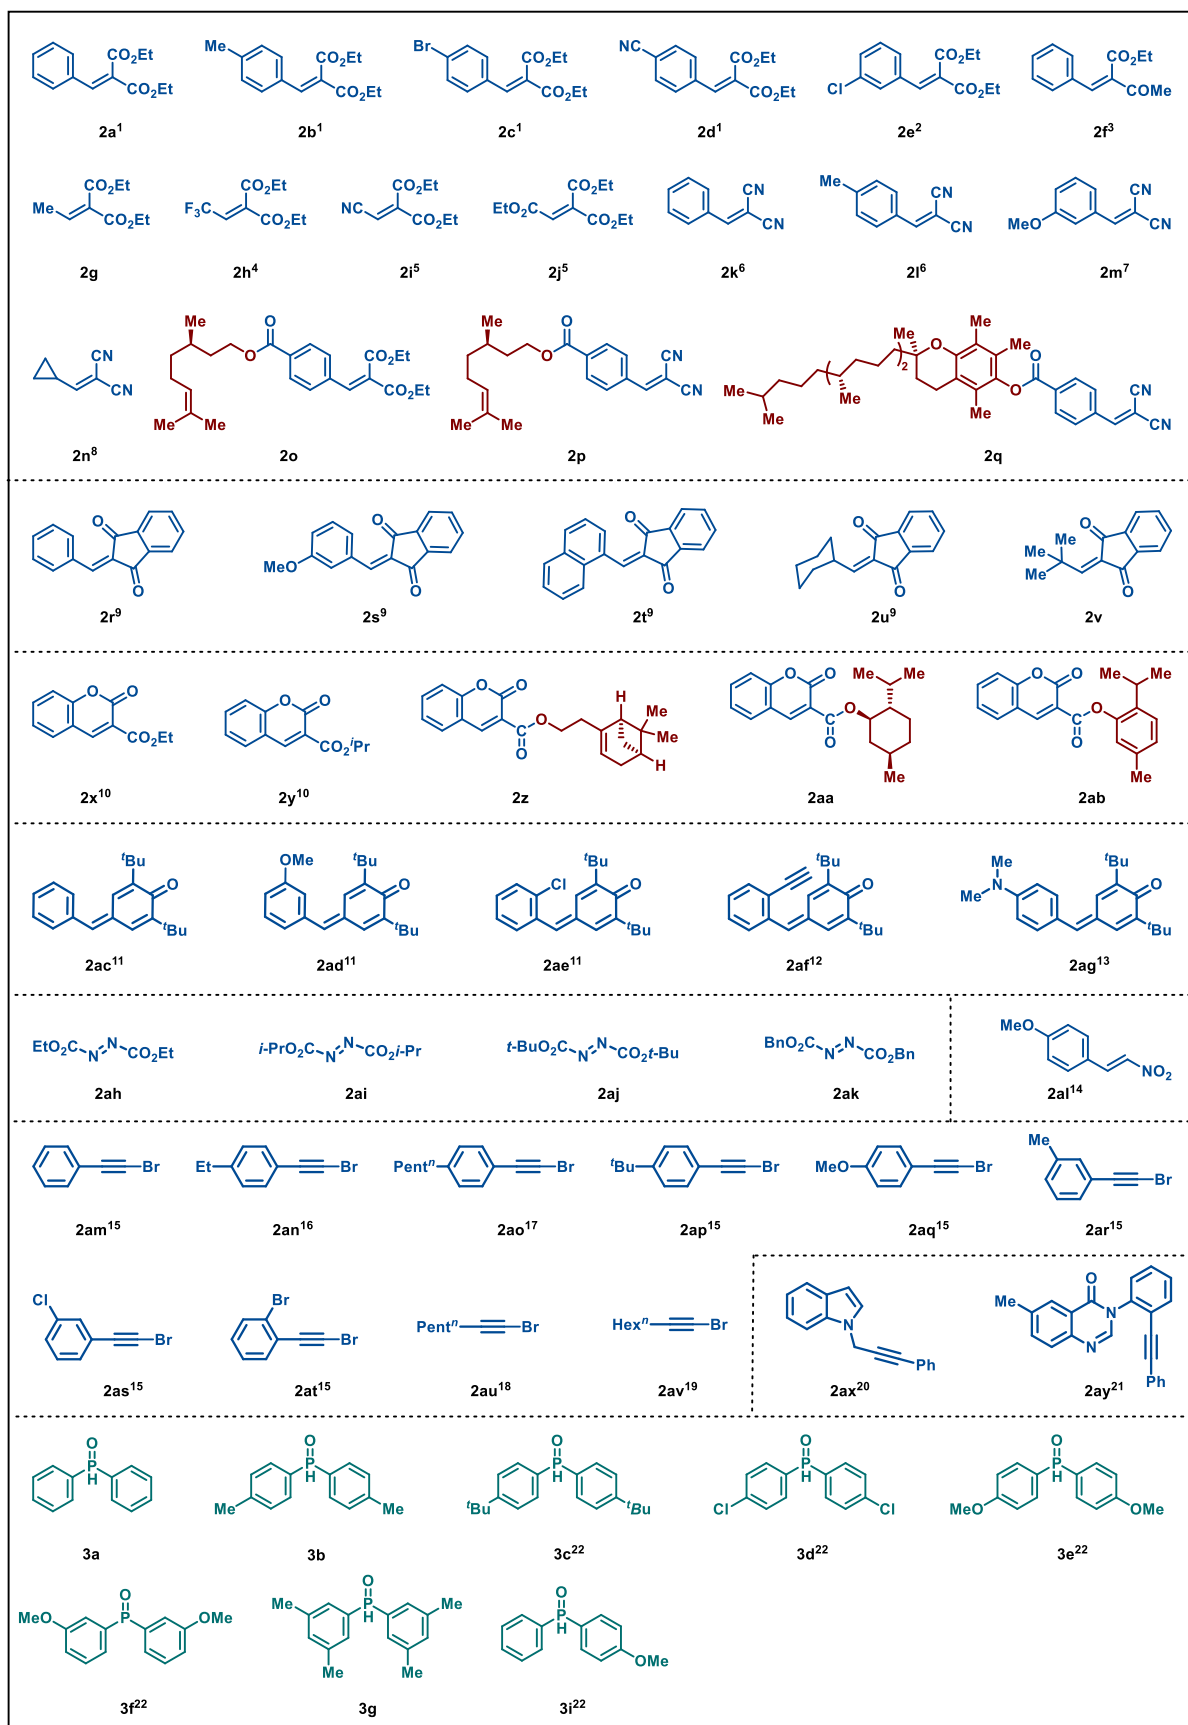 CO₂Et Me CO₂Et Br CO₂Et NC CO₂Et CO₂Et CO₂Et
CO₂Et CO₂Et CO₂Et CO₂Et Cl CO₂Et COMe
2a¹ 2b¹ 2c¹ 2d¹ 2e² 2f³
CO₂Et CO₂Et CO₂Et CO₂Et CN Me CN CN
Me CO₂Et F₃C CO₂Et NC CO₂Et EtO₂C CO₂Et CN CN MeO CN
2g 2h⁴ 2i⁵ 2j⁵ 2k⁶ 2l⁶ 2m⁷
Me O Me O Me O Me Me O
CN CN O CO₂Et CO₂Et O CN CN Me Me Me 2 Me O CN CN
Me Me Me Me
2n⁸ 2o 2p 2q
O O O O O O O O Me Me Me O O
MeO
2r⁹ 2s⁹ 2t⁹ 2u⁹ 2v
O O CO₂Et O O CO₂ⁱPr O O O O H Me Me H O O O O Me Me Me O O O O Me Me Me
2x¹⁰ 2y¹⁰ 2z 2aa 2ab
ᵗBu O ᵗBu OMe ᵗBu O ᵗBu Cl ᵗBu O ᵗBu ᵗBu O ᵗBu Me N Me ᵗBu O ᵗBu
2ac¹¹ 2ad¹¹ 2ae¹¹ 2af¹² 2ag¹³
EtO₂C N N CO₂Et i-PrO₂C N N CO₂i-Pr t-BuO₂C N N CO₂t-Bu BnO₂C N N CO₂Bn MeO NO₂
2ah 2ai 2aj 2ak 2al¹⁴
Br Et Br Pentⁿ Br ᵗBu Br MeO Br Me Br
2am¹⁵ 2an¹⁶ 2ao¹⁷ 2ap¹⁵ 2aq¹⁵ 2ar¹⁵
Cl Br Br Br Pentⁿ Br Hexⁿ Br N Ph Me O N N Ph
2as¹⁵ 2at¹⁵ 2au¹⁸ 2av¹⁹ 2ax²⁰ 2ay²¹
O P H O P H Me Me O P H ᵗBu ᵗBu O P H Cl Cl O P H MeO OMe
3a 3b 3c²² 3d²² 3e²²
MeO O P H OMe Me O P H Me Me Me O P H OMe
3f²² 3g 3i²²